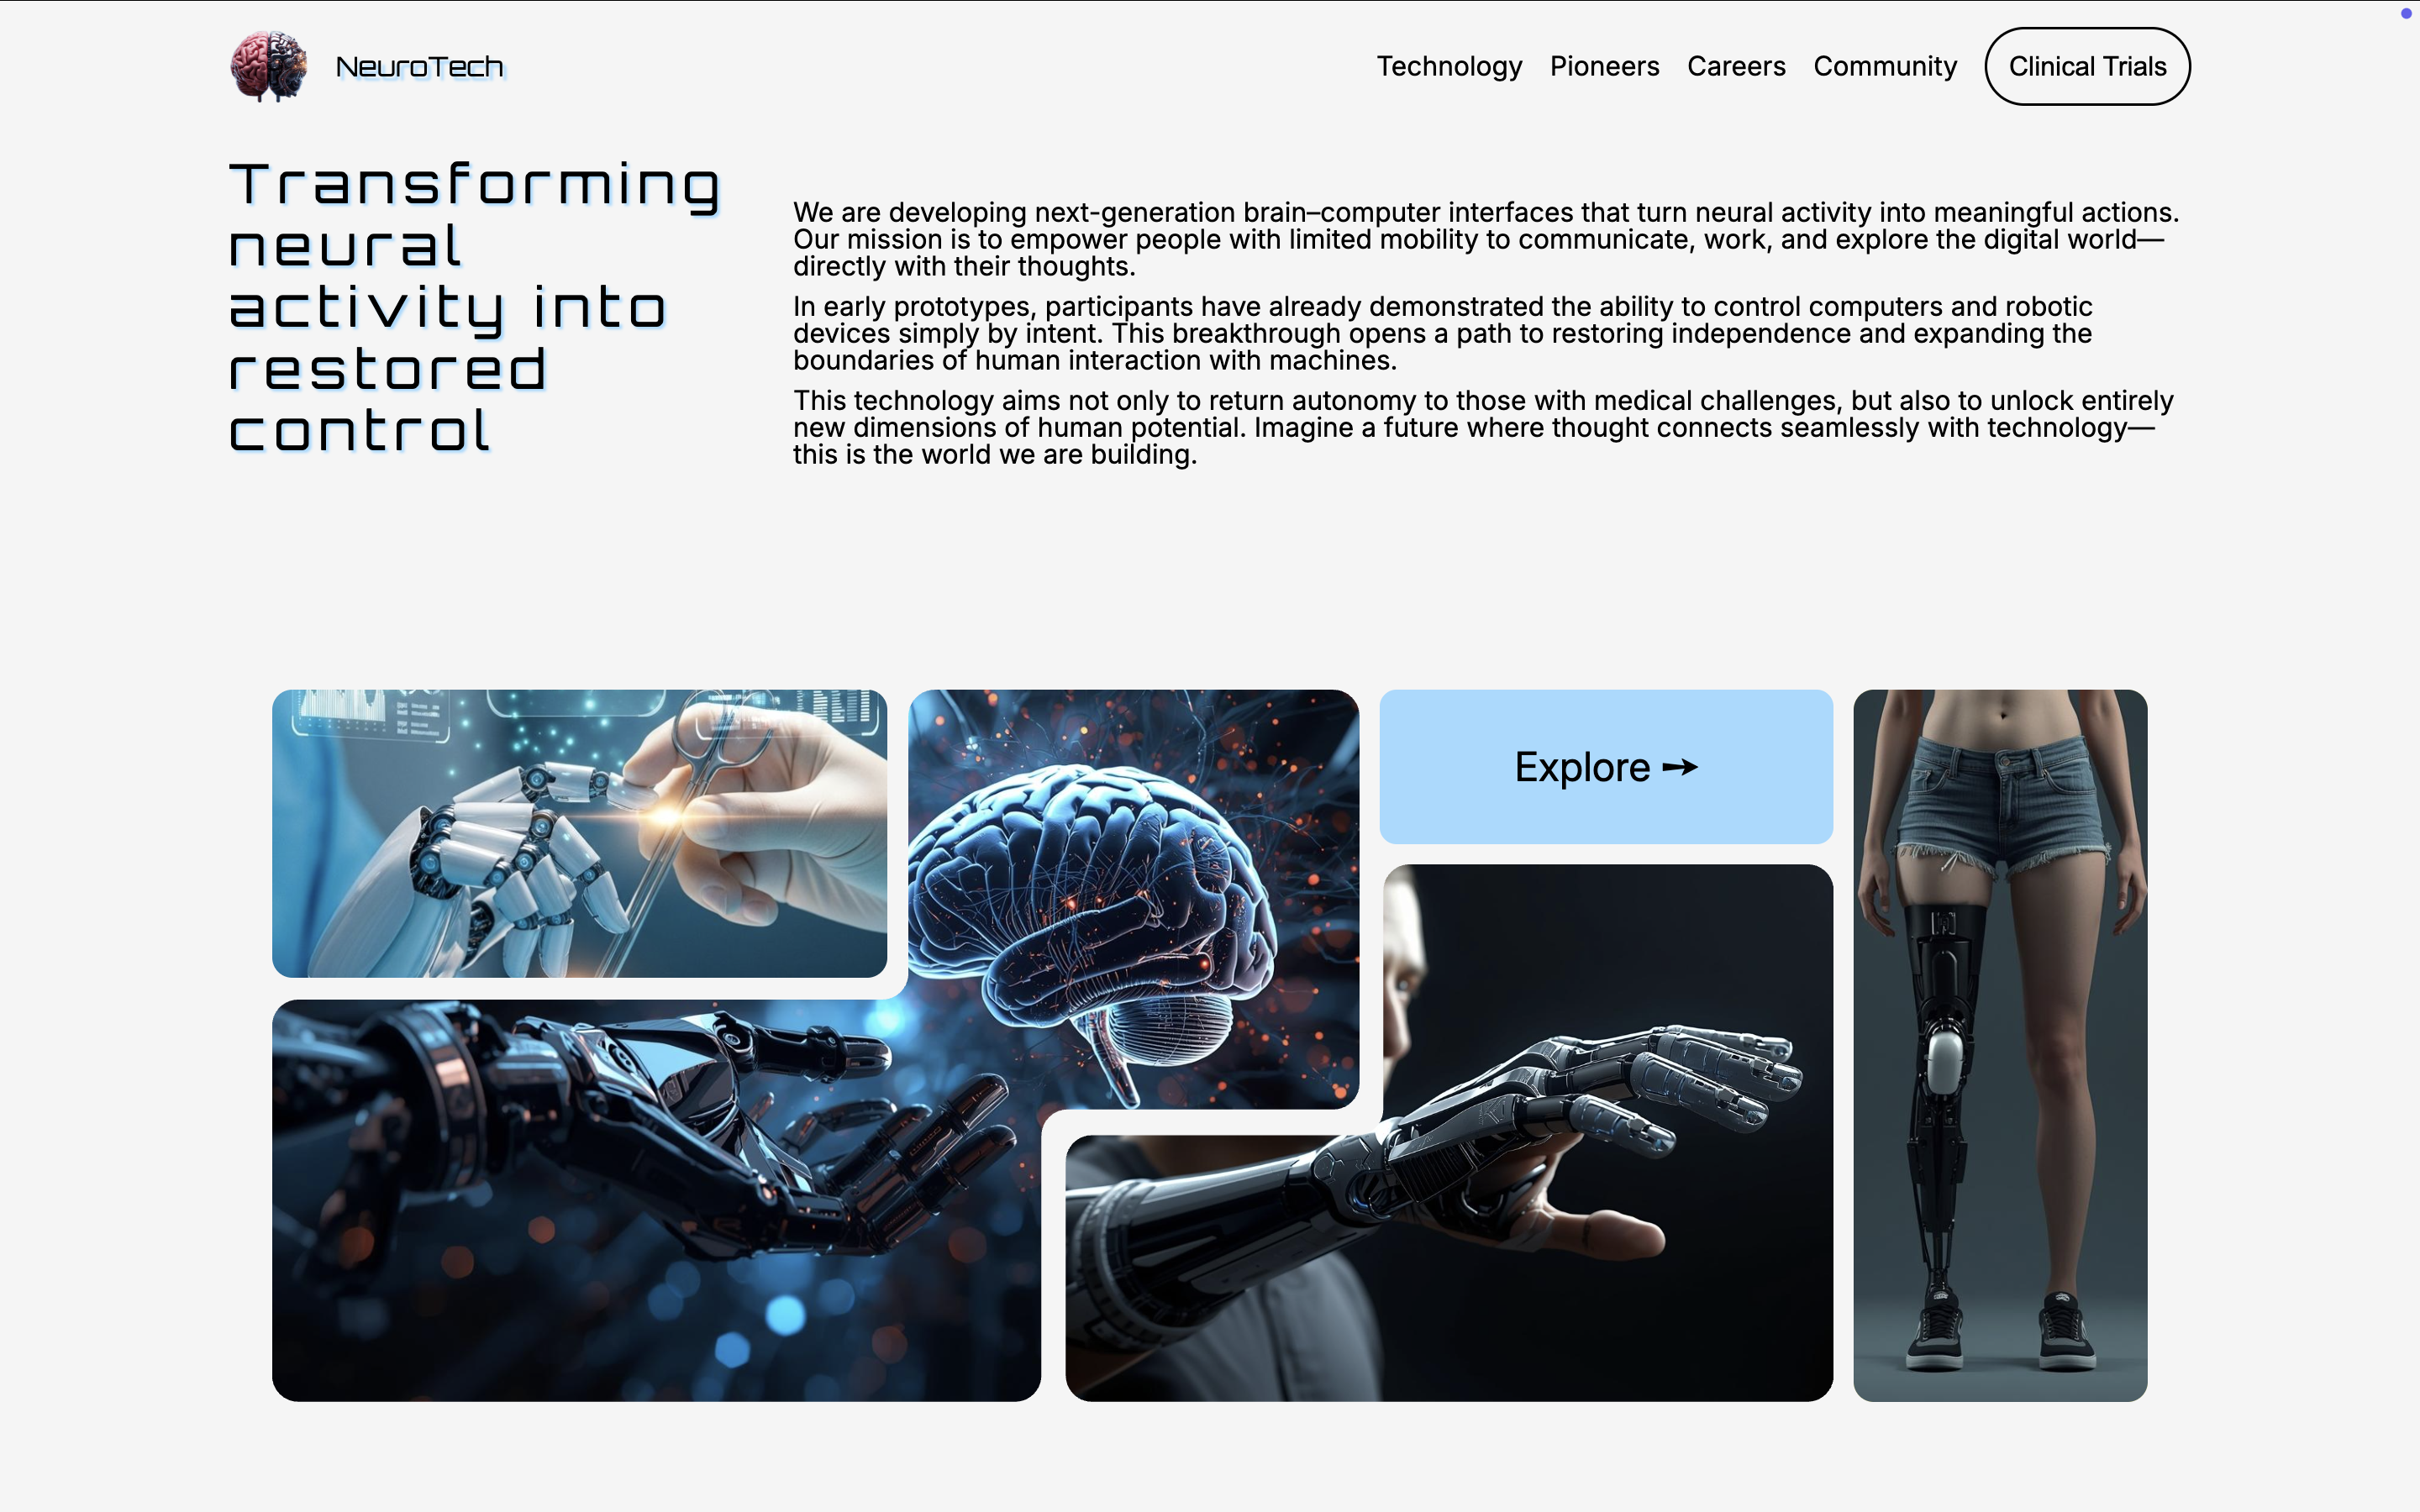 NeuroTech
Technology Pioneers Careers Community Clinical Trials
Transforming
neural
activity into
restored
control
We are developing next-generation brain–computer interfaces that turn neural activity into meaningful actions.
Our mission is to empower people with limited mobility to communicate, work, and explore the digital world—
directly with their thoughts.
In early prototypes, participants have already demonstrated the ability to control computers and robotic
devices simply by intent. This breakthrough opens a path to restoring independence and expanding the
boundaries of human interaction with machines.
This technology aims not only to return autonomy to those with medical challenges, but also to unlock entirely
new dimensions of human potential. Imagine a future where thought connects seamlessly with technology—
this is the world we are building.
Explore →